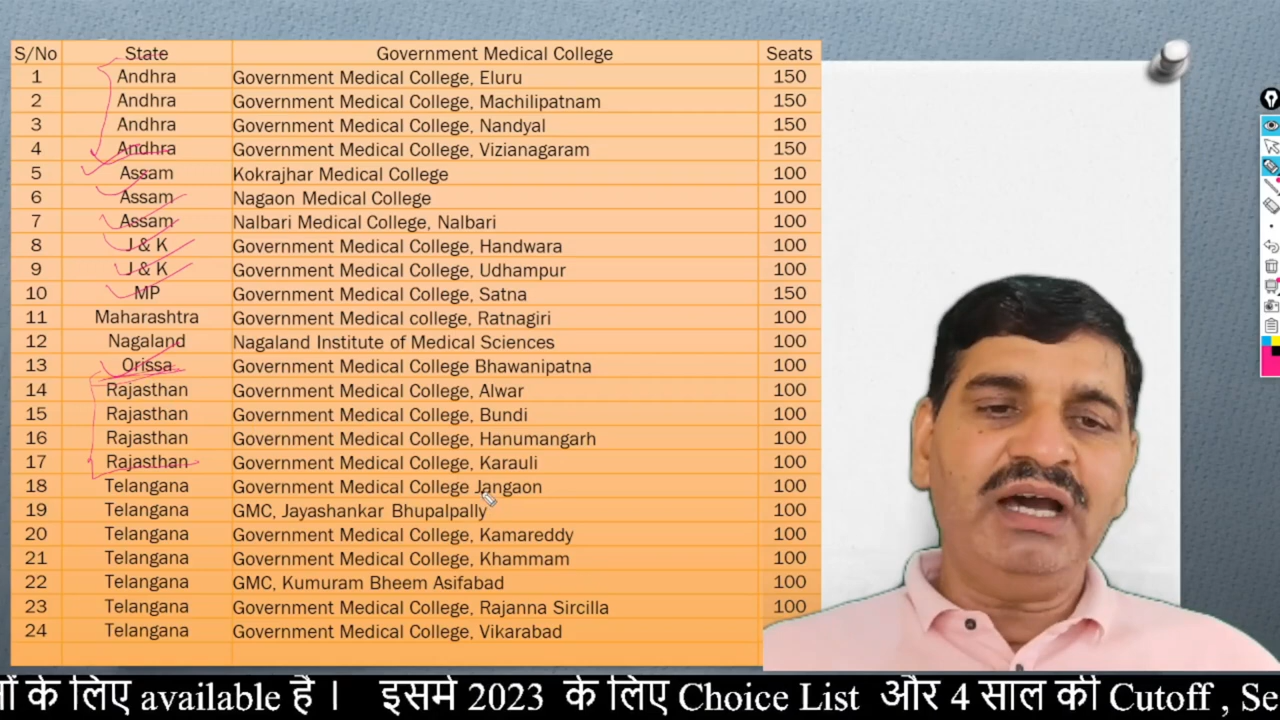 S/No State Government Medical College Seats
1 Andhra Government Medical College, Eluru 150
2 Andhra Government Medical College, Machilipatnam 150
3 Andhra Government Medical College, Nandyal 150
4 Andhra Government Medical College, Vizianagaram 150
5 Assam Kokrajhar Medical College 100
6 Assam Nagaon Medical College 100
7 Assam Nalbari Medical College, Nalbari 100
8 J & K Government Medical College, Handwara 100
9 J & K Government Medical College, Udhampur 100
10 MP Government Medical College, Satna 150
11 Maharashtra Government Medical college, Ratnagiri 100
12 Nagaland Nagaland Institute of Medical Sciences 100
13 Orissa Government Medical College Bhawanipatna 100
14 Rajasthan Government Medical College, Alwar 100
15 Rajasthan Government Medical College, Bundi 100
16 Rajasthan Government Medical College, Hanumangarh 100
17 Rajasthan Government Medical College, Karauli 100
18 Telangana Government Medical College Jangaon 100
19 Telangana GMC, Jayashankar Bhupalpally 100
20 Telangana Government Medical College, Kamareddy 100
21 Telangana Government Medical College, Khammam 100
22 Telangana GMC, Kumuram Bheem Asifabad 100
23 Telangana Government Medical College, Rajanna Sircilla 100
24 Telangana Government Medical College, Vikarabad
के लिए available है । इसमे 2023 के लिए Choice List और 4 साल की Cutoff , Se